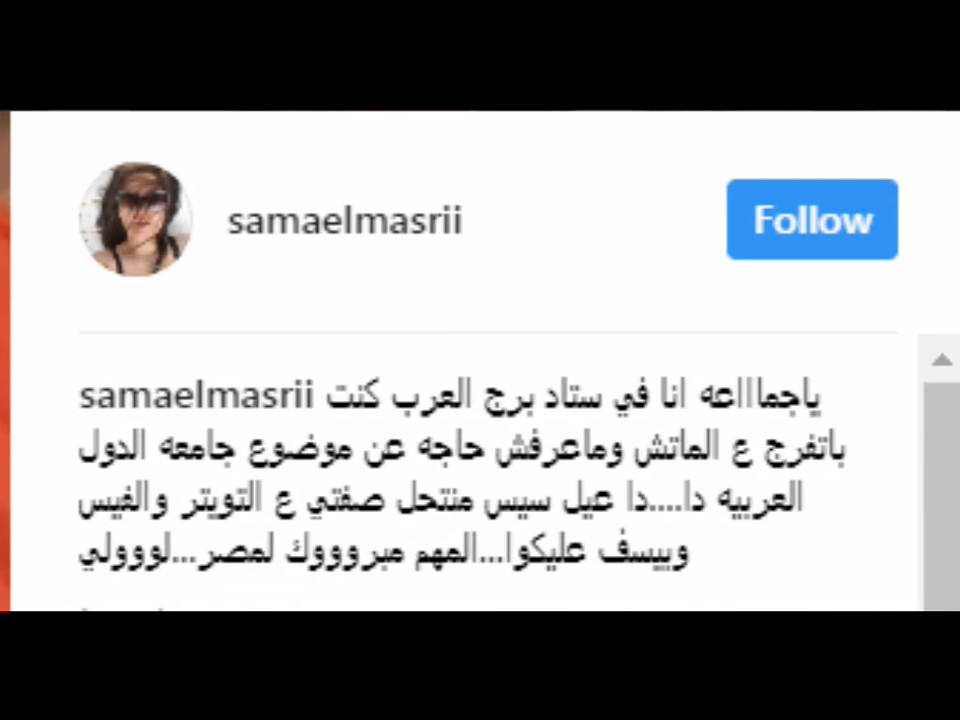 samaelmasrii
Follow
samaelmasrii ياجماااعه انا في ستاد برج العرب كنت
باتفرج ع الماتش وماعرفش حاجه عن موضوع جامعه الدول
العربيه دا....دا عيل سيس منتحل صفتي ع التويتر والفيس
وبيسف عليكوا...المهم مبروووك لمصر...لووولي